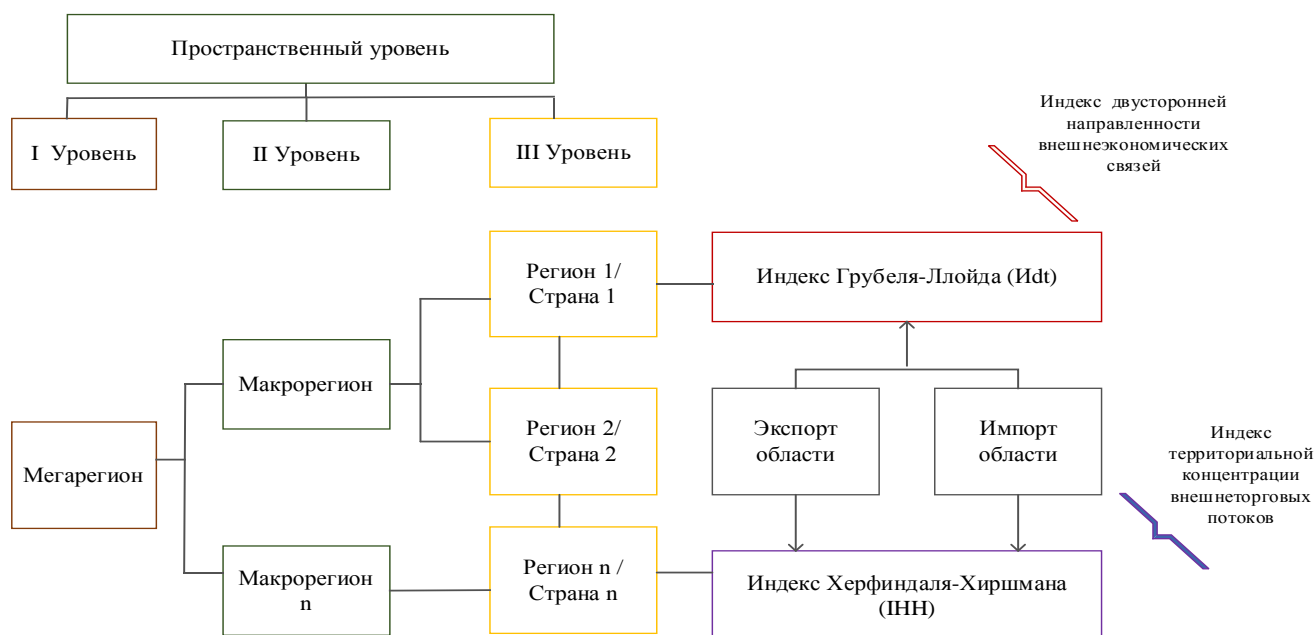 Пространственный уровень
I Уровень
II Уровень
III Уровень
Индекс двусторонней
направленности
внешнеэкономических
связей
Регион 1/
Страна 1
Индекс Грубеля-Ллойда (Иdt)
Макрорегион
Регион 2/
Страна 2
Экспорт
области
Импорт
области
Мегарегион
Индекс
территориальной
концентрации
внешнеторговых
потоков
Макрорегион
n
Регион n /
Страна n
Индекс Херфиндаля-Хиршмана
(IHH)